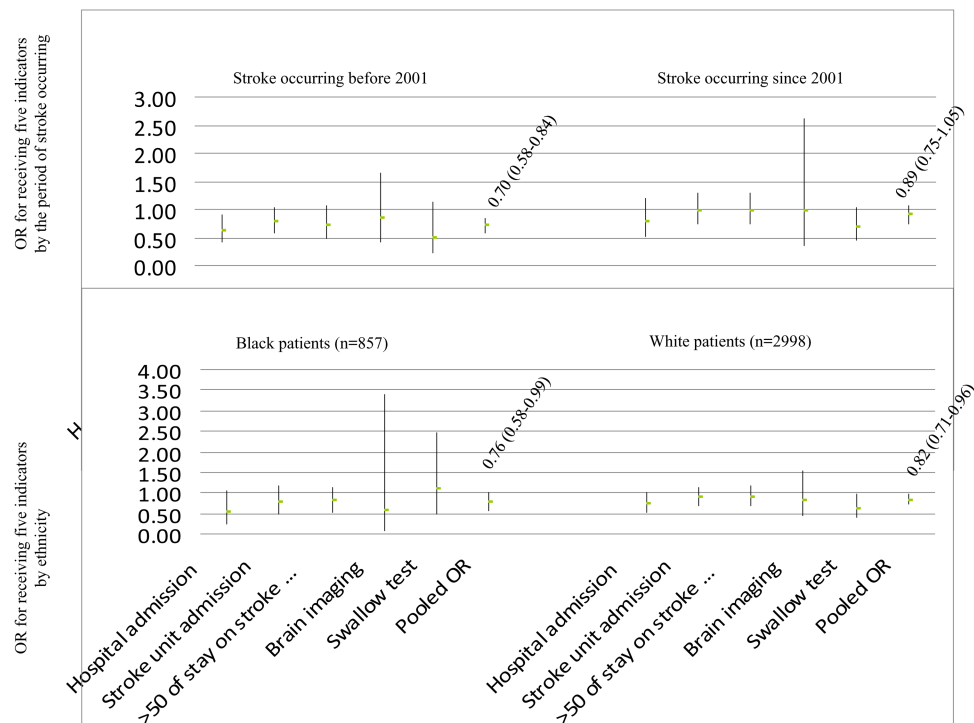 OR for receiving five indicators
by the period of stroke occurring
Stroke occurring before 2001
Stroke occurring since 2001
3.00
2.50
2.00
1.50
1.00
0.50
0.00
0.70 (0.58-0.84)
0.89 (0.75-1.05)
H
OR for receiving five indicators
by ethnicity
Black patients (n=857)
White patients (n=2998)
4.00
3.50
3.00
2.50
2.00
1.50
1.00
0.50
0.00
0.76 (0.58-0.99)
0.82 (0.71-0.96)
Hospital admission
Stroke unit admission
>50 of stay on stroke ...
Brain imaging
Swallow test
Pooled OR
Hospital admission
Stroke unit admission
>50 of stay on stroke ...
Brain imaging
Swallow test
Pooled OR